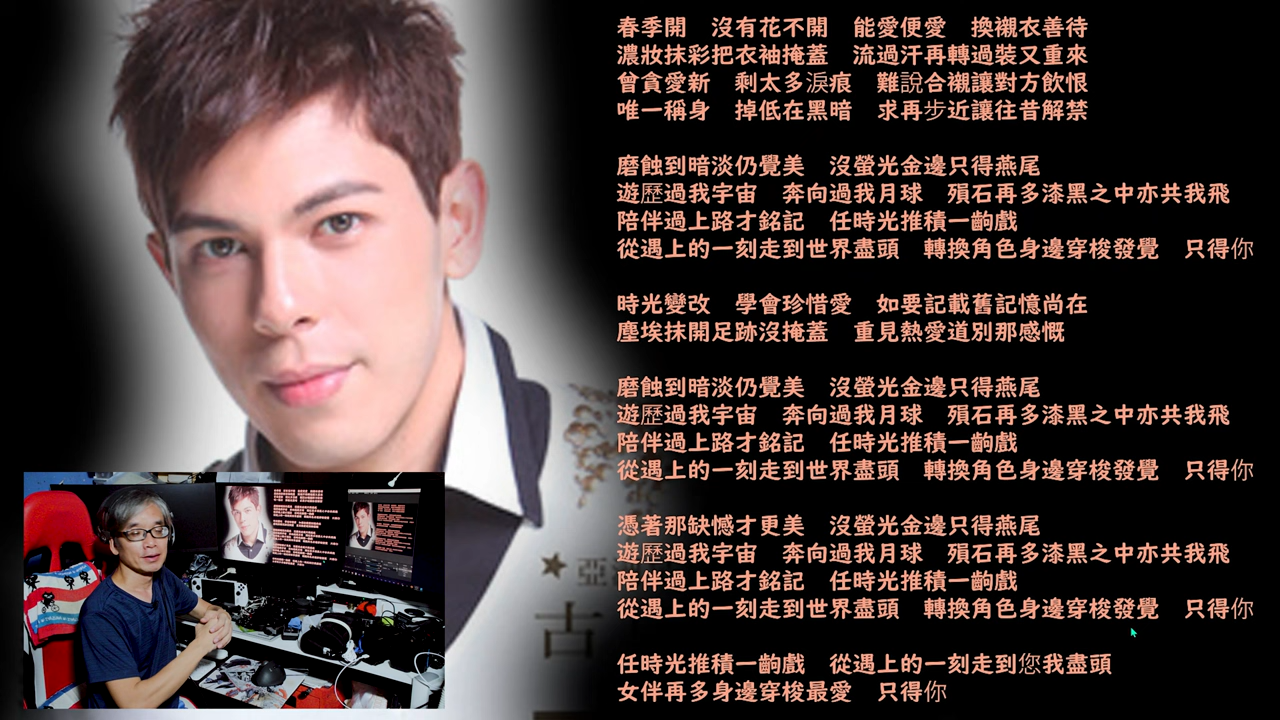 春季開　沒有花不開　能愛便愛　換襯衣善待
濃妝抹彩把衣袖掩蓋　流過汗再轉過裝又重來
曾貪愛新　剩太多淚痕　難說合襯讓對方飲恨
唯一稱身　掉低在黑暗　求再步近讓往昔解禁
磨蝕到暗淡仍覺美　沒螢光金邊只得燕尾
遊歷過我宇宙　奔向過我月球　殞石再多漆黑之中亦共我飛
陪伴過上路才銘記　任時光推積一齣戲
從遇上的一刻走到世界盡頭　轉換角色身邊穿梭發覺　只得你
時光變改　學會珍惜愛　如要記載舊記憶尚在
塵埃抹開足跡沒掩蓋　重見熱愛道別那感慨
磨蝕到暗淡仍覺美　沒螢光金邊只得燕尾
遊歷過我宇宙　奔向過我月球　殞石再多漆黑之中亦共我飛
陪伴過上路才銘記　任時光推積一齣戲
從遇上的一刻走到世界盡頭　轉換角色身邊穿梭發覺　只得你
憑著那缺憾才更美　沒螢光金邊只得燕尾
遊歷過我宇宙　奔向過我月球　殞石再多漆黑之中亦共我飛
陪伴過上路才銘記　任時光推積一齣戲
從遇上的一刻走到世界盡頭　轉換角色身邊穿梭發覺　只得你
任時光推積一齣戲　從遇上的一刻走到您我盡頭
女伴再多身邊穿梭最愛　只得你
亞
古